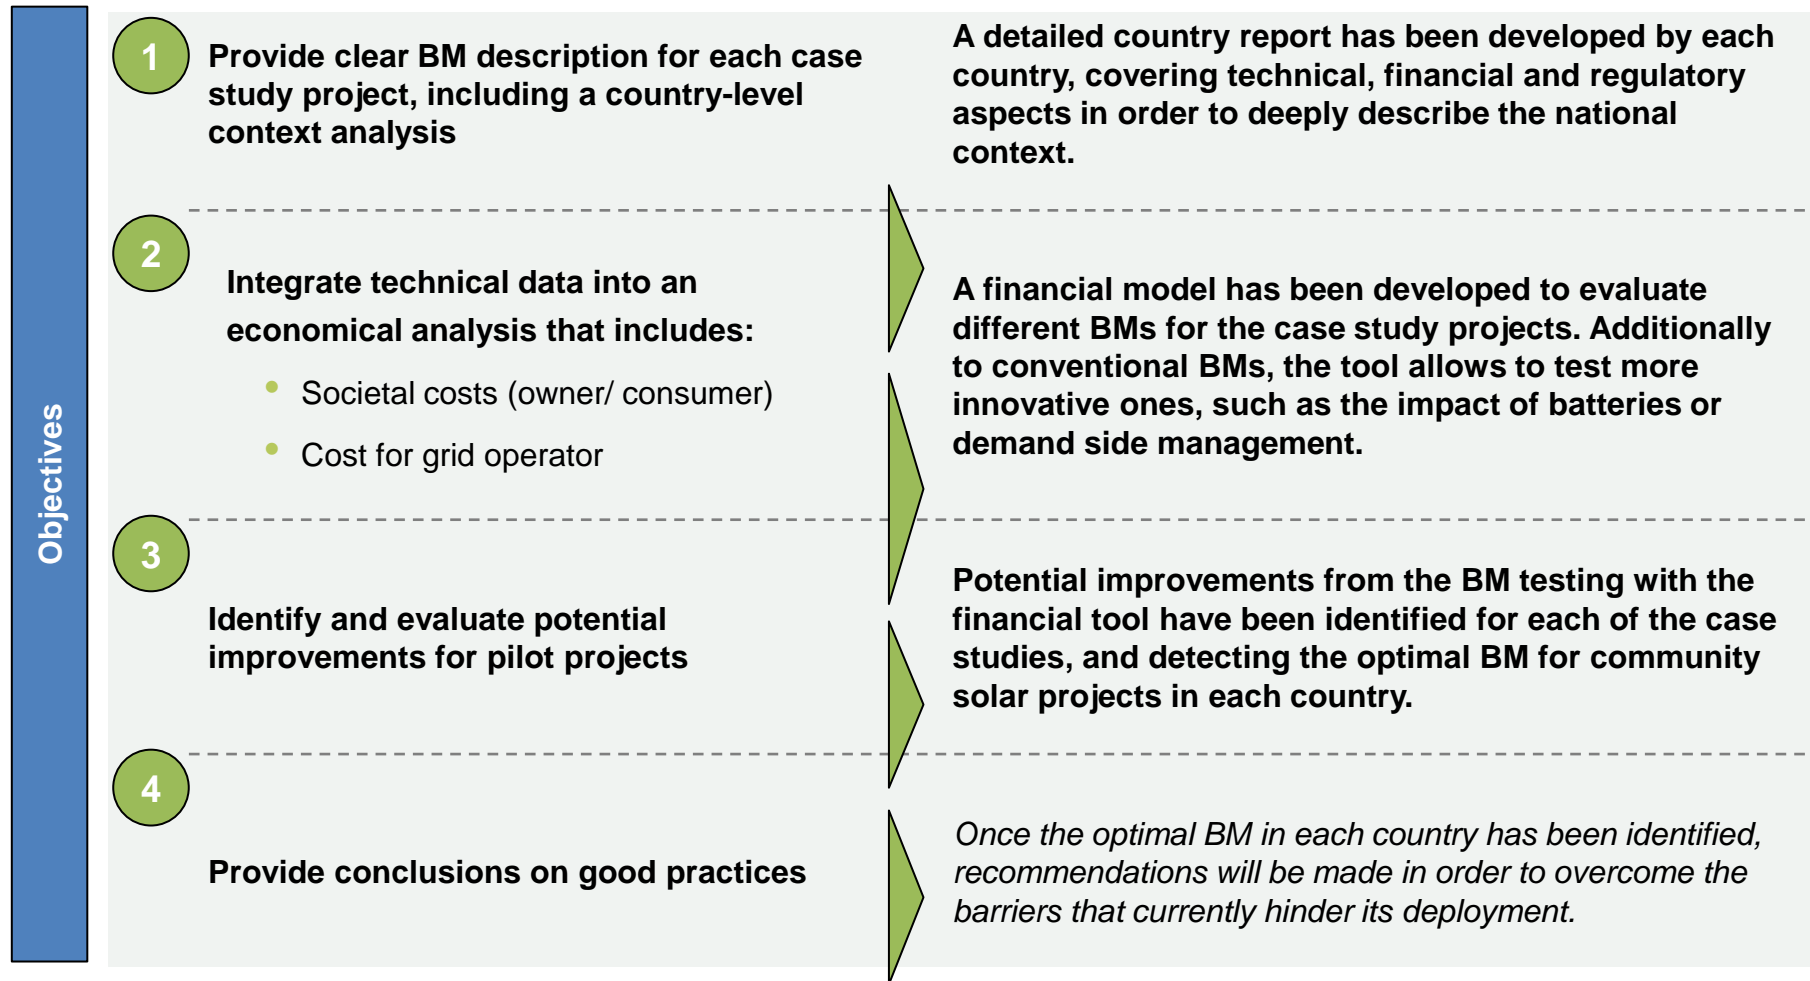 Objectives
1
Provide clear BM description for each case
study project, including a country-level
context analysis
A detailed country report has been developed by each
country, covering technical, financial and regulatory
aspects in order to deeply describe the national
context.
2
Integrate technical data into an
economical analysis that includes:
• Societal costs (owner/ consumer)
• Cost for grid operator
A financial model has been developed to evaluate
different BMs for the case study projects. Additionally
to conventional BMs, the tool allows to test more
innovative ones, such as the impact of batteries or
demand side management.
3
Identify and evaluate potential
improvements for pilot projects
Potential improvements from the BM testing with the
financial tool have been identified for each of the case
studies, and detecting the optimal BM for community
solar projects in each country.
4
Provide conclusions on good practices
Once the optimal BM in each country has been identified,
recommendations will be made in order to overcome the
barriers that currently hinder its deployment.